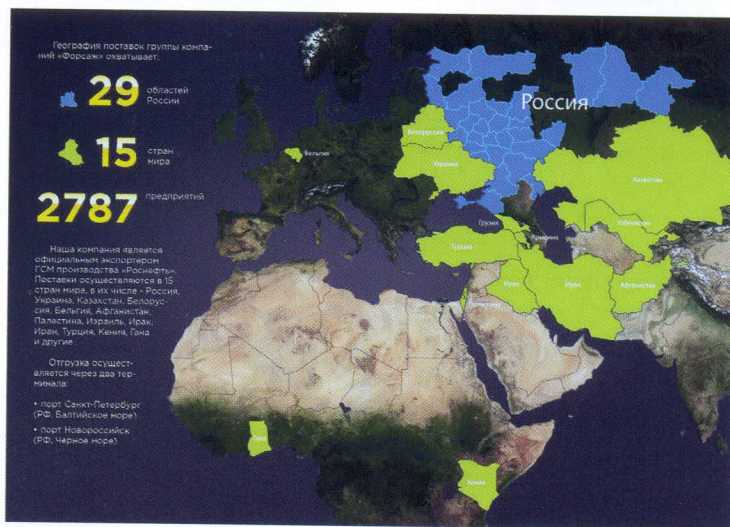 География поставок группы компа-
ний «Форсаж» охватывает:
29 областей
России
15 стран
мира
2787 предприятий
Наша компания является
официальным экспортером
ГСМ производства «Роснефть».
Поставки осуществляются в 15
стран мира, в их числе - Россия,
Украина, Казахстан, Белорус-
сия, Бельгия, Афганистан,
Палестина, Израиль, Ирак,
Иран, Турция, Кения, Гана
и другие
Отгрузка осущест-
вляется через два тер-
минала:
• порт Санкт-Петербург
(РФ, Балтийское море)
• порт Новороссийск
(РФ, Черное море)
Россия
Белоруссия
Бельгия
Украина
Казахстан
Грузия
Узбекистан
Армения
Ирак
Афганистан
Палестина
Гана
Кения